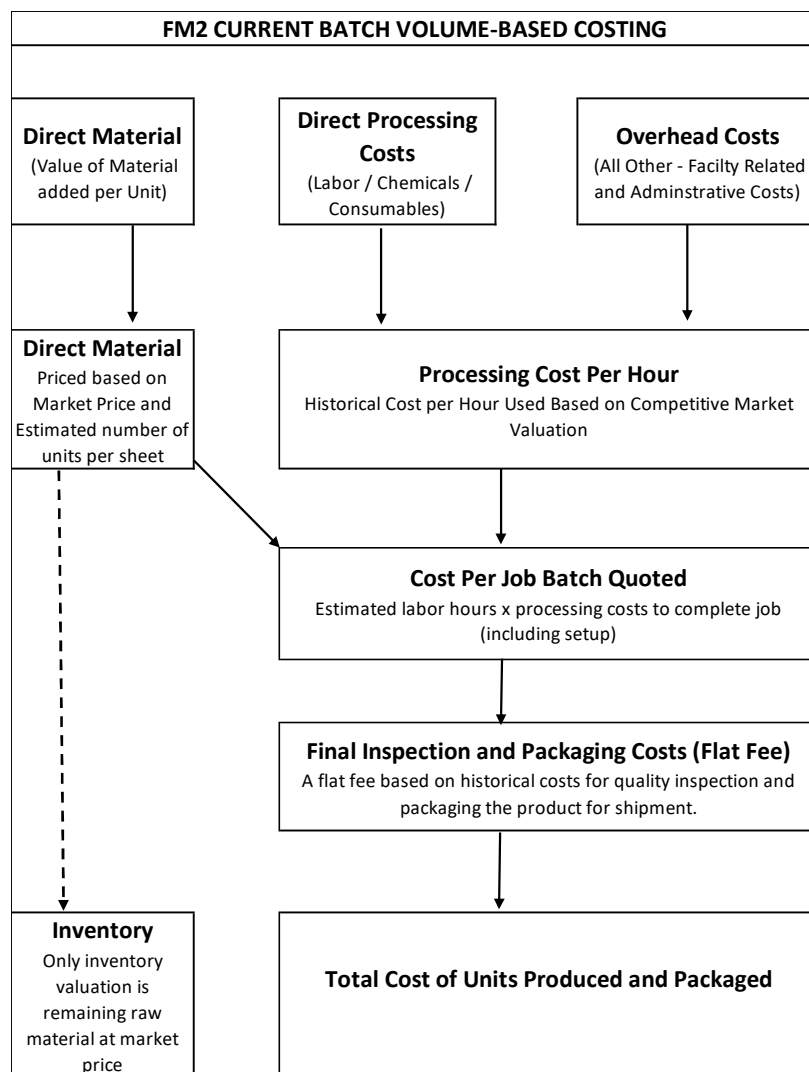 FM2 CURRENT BATCH VOLUME-BASED COSTING
Direct Material
(Value of Material
added per Unit)
Direct Processing
Costs
(Labor / Chemicals /
Consumables)
Overhead Costs
(All Other - Facilty Related
and Adminstrative Costs)
Direct Material
Priced based on
Market Price and
Estimated number of
units per sheet
Processing Cost Per Hour
Historical Cost per Hour Used Based on Competitive Market
Valuation
Cost Per Job Batch Quoted
Estimated labor hours x processing costs to complete job
(including setup)
Final Inspection and Packaging Costs (Flat Fee)
A flat fee based on historical costs for quality inspection and
packaging the product for shipment.
Inventory
Only inventory
valuation is
remaining raw
material at market
price
Total Cost of Units Produced and Packaged